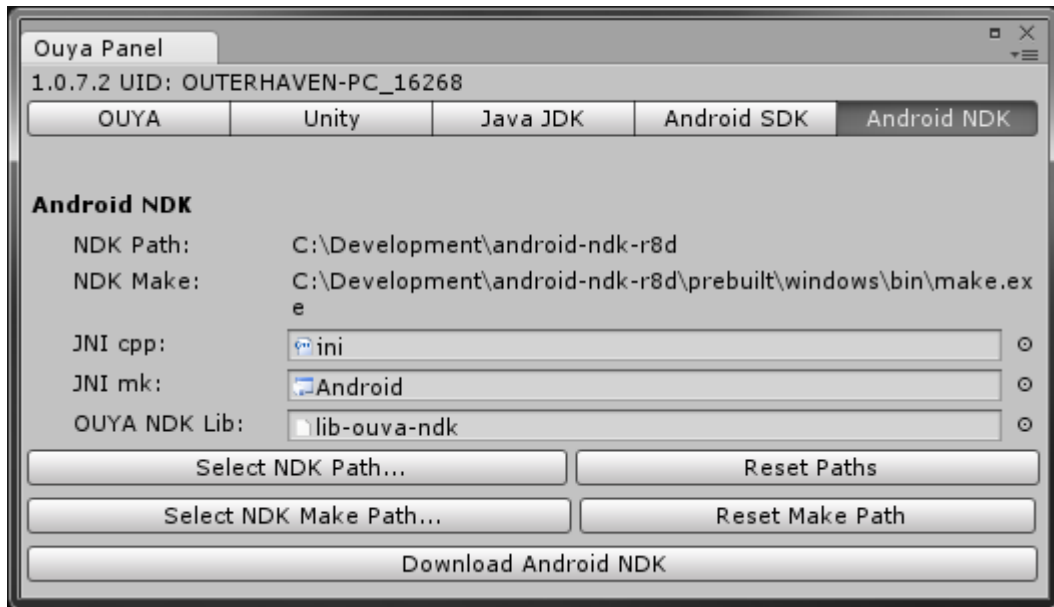 Ouya Panel
1.0.7.2 UID: OUTERHAVEN-PC_16268
OUYA Unity Java JDK Android SDK Android NDK
Android NDK
NDK Path: C:\Development\android-ndk-r8d
NDK Make: C:\Development\android-ndk-r8d\prebuilt\windows\bin\make.ex
e
JNI cpp: ini
JNI mk: Android
OUYA NDK Lib: lib-ouva-ndk
Select NDK Path... Reset Paths
Select NDK Make Path... Reset Make Path
Download Android NDK